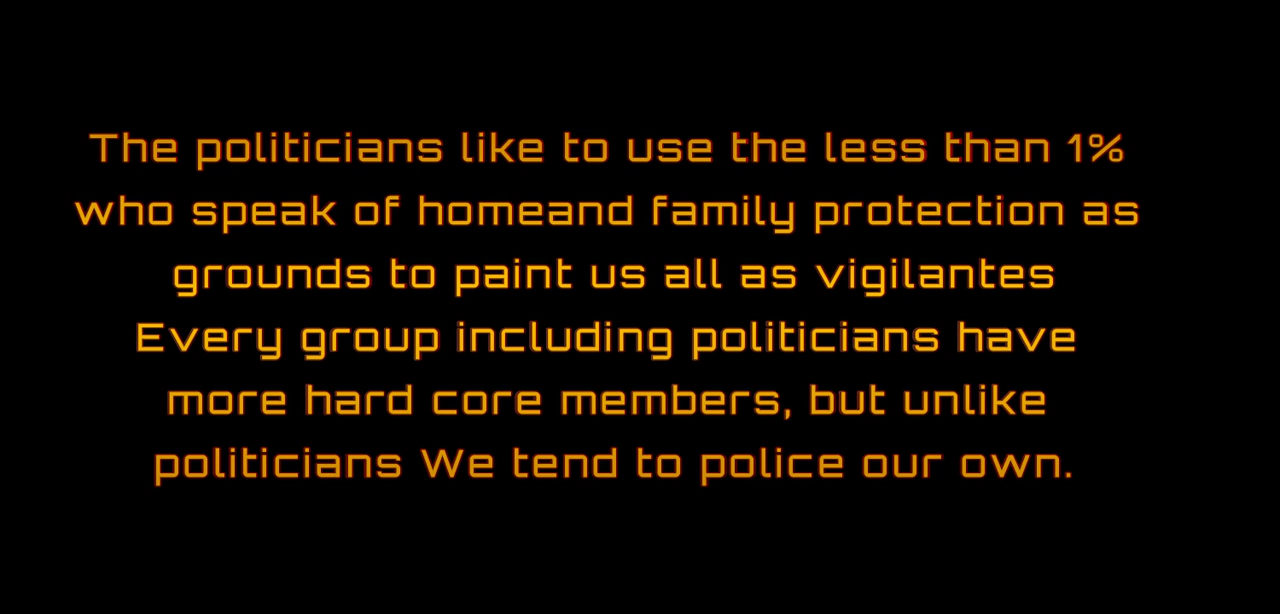 The politicians like to use the less than 1%
who speak of homeand family protection as
grounds to paint us all as vigilantes
Every group including politicians have
more hard core members, but unlike
politicians We tend to police our own.